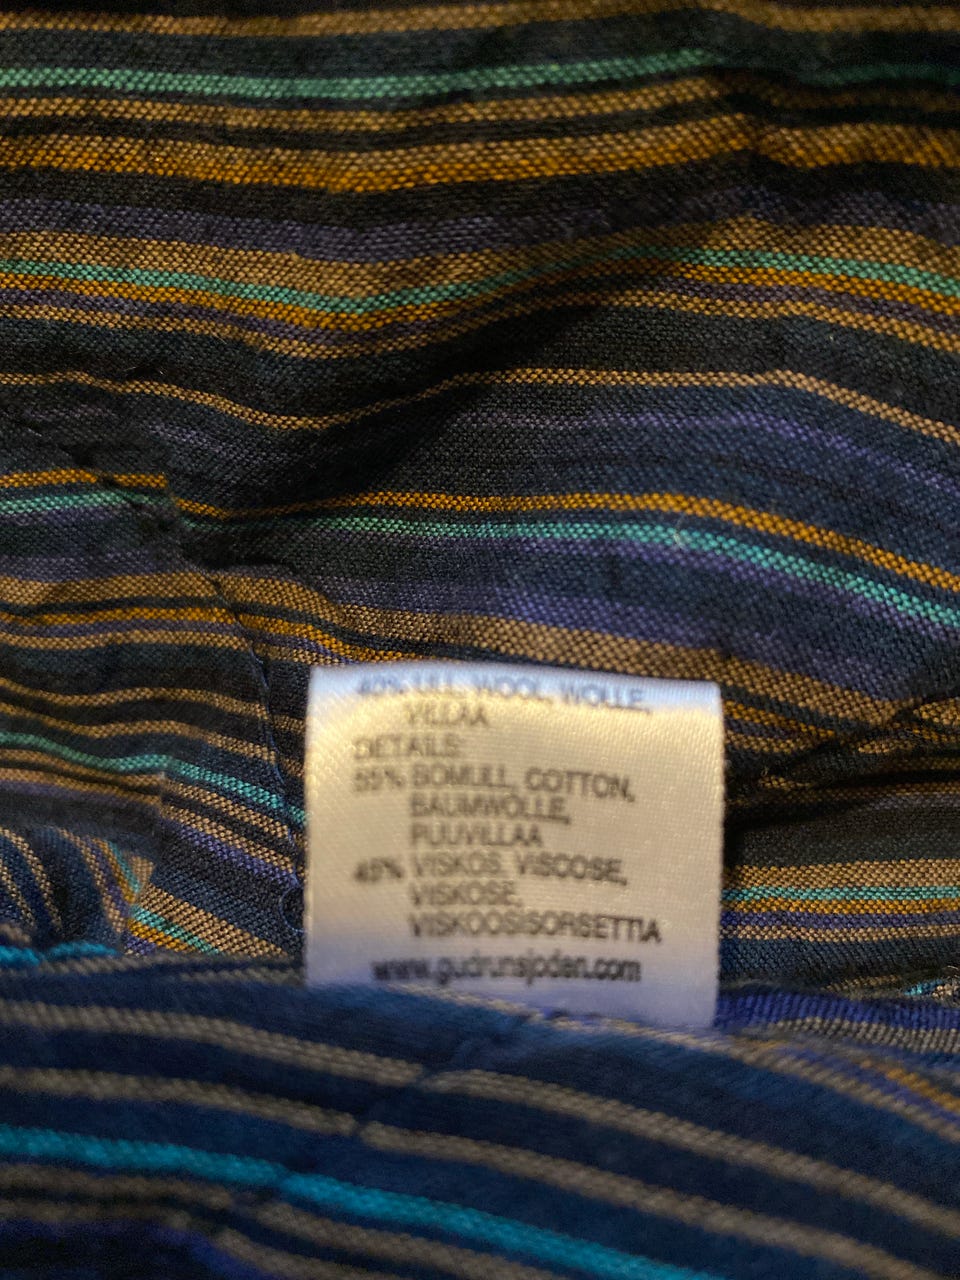 40% ULL, WOOL, WOLLE,
VILLAA
DETAILS:
55% BOMULL, COTTON,
BAUMWOLLE,
PUUVILLAA
45% VISKOS, VISCOSE,
VISKOSE,
VISKOOSISORSETTIA
www.gudrunsjoden.com